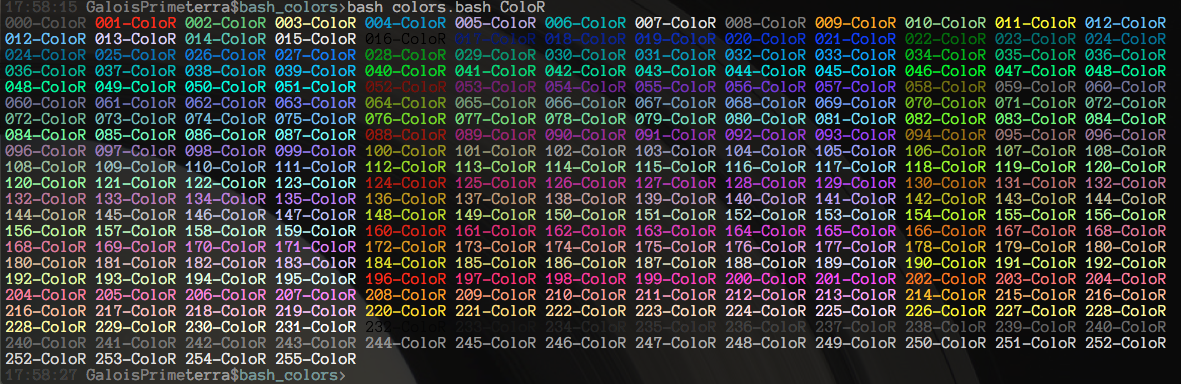 17:58:15 GaloisPrimeterra$bash_colors>bash colors.bash ColoR
000-ColoR 001-ColoR 002-ColoR 003-ColoR 004-ColoR 005-ColoR 006-ColoR 007-ColoR 008-ColoR 009-ColoR 010-ColoR 011-ColoR 012-ColoR
012-ColoR 013-ColoR 014-ColoR 015-ColoR 016-ColoR 017-ColoR 018-ColoR 019-ColoR 020-ColoR 021-ColoR 022-ColoR 023-ColoR 024-ColoR
024-ColoR 025-ColoR 026-ColoR 027-ColoR 028-ColoR 029-ColoR 030-ColoR 031-ColoR 032-ColoR 033-ColoR 034-ColoR 035-ColoR 036-ColoR
036-ColoR 037-ColoR 038-ColoR 039-ColoR 040-ColoR 041-ColoR 042-ColoR 043-ColoR 044-ColoR 045-ColoR 046-ColoR 047-ColoR 048-ColoR
048-ColoR 049-ColoR 050-ColoR 051-ColoR 052-ColoR 053-ColoR 054-ColoR 055-ColoR 056-ColoR 057-ColoR 058-ColoR 059-ColoR 060-ColoR
060-ColoR 061-ColoR 062-ColoR 063-ColoR 064-ColoR 065-ColoR 066-ColoR 067-ColoR 068-ColoR 069-ColoR 070-ColoR 071-ColoR 072-ColoR
072-ColoR 073-ColoR 074-ColoR 075-ColoR 076-ColoR 077-ColoR 078-ColoR 079-ColoR 080-ColoR 081-ColoR 082-ColoR 083-ColoR 084-ColoR
084-ColoR 085-ColoR 086-ColoR 087-ColoR 088-ColoR 089-ColoR 090-ColoR 091-ColoR 092-ColoR 093-ColoR 094-ColoR 095-ColoR 096-ColoR
096-ColoR 097-ColoR 098-ColoR 099-ColoR 100-ColoR 101-ColoR 102-ColoR 103-ColoR 104-ColoR 105-ColoR 106-ColoR 107-ColoR 108-ColoR
108-ColoR 109-ColoR 110-ColoR 111-ColoR 112-ColoR 113-ColoR 114-ColoR 115-ColoR 116-ColoR 117-ColoR 118-ColoR 119-ColoR 120-ColoR
120-ColoR 121-ColoR 122-ColoR 123-ColoR 124-ColoR 125-ColoR 126-ColoR 127-ColoR 128-ColoR 129-ColoR 130-ColoR 131-ColoR 132-ColoR
132-ColoR 133-ColoR 134-ColoR 135-ColoR 136-ColoR 137-ColoR 138-ColoR 139-ColoR 140-ColoR 141-ColoR 142-ColoR 143-ColoR 144-ColoR
144-ColoR 145-ColoR 146-ColoR 147-ColoR 148-ColoR 149-ColoR 150-ColoR 151-ColoR 152-ColoR 153-ColoR 154-ColoR 155-ColoR 156-ColoR
156-ColoR 157-ColoR 158-ColoR 159-ColoR 160-ColoR 161-ColoR 162-ColoR 163-ColoR 164-ColoR 165-ColoR 166-ColoR 167-ColoR 168-ColoR
168-ColoR 169-ColoR 170-ColoR 171-ColoR 172-ColoR 173-ColoR 174-ColoR 175-ColoR 176-ColoR 177-ColoR 178-ColoR 179-ColoR 180-ColoR
180-ColoR 181-ColoR 182-ColoR 183-ColoR 184-ColoR 185-ColoR 186-ColoR 187-ColoR 188-ColoR 189-ColoR 190-ColoR 191-ColoR 192-ColoR
192-ColoR 193-ColoR 194-ColoR 195-ColoR 196-ColoR 197-ColoR 198-ColoR 199-ColoR 200-ColoR 201-ColoR 202-ColoR 203-ColoR 204-ColoR
204-ColoR 205-ColoR 206-ColoR 207-ColoR 208-ColoR 209-ColoR 210-ColoR 211-ColoR 212-ColoR 213-ColoR 214-ColoR 215-ColoR 216-ColoR
216-ColoR 217-ColoR 218-ColoR 219-ColoR 220-ColoR 221-ColoR 222-ColoR 223-ColoR 224-ColoR 225-ColoR 226-ColoR 227-ColoR 228-ColoR
228-ColoR 229-ColoR 230-ColoR 231-ColoR 232-ColoR 233-ColoR 234-ColoR 235-ColoR 236-ColoR 237-ColoR 238-ColoR 239-ColoR 240-ColoR
240-ColoR 241-ColoR 242-ColoR 243-ColoR 244-ColoR 245-ColoR 246-ColoR 247-ColoR 248-ColoR 249-ColoR 250-ColoR 251-ColoR 252-ColoR
252-ColoR 253-ColoR 254-ColoR 255-ColoR
17:58:27 GaloisPrimeterra$bash_colors>